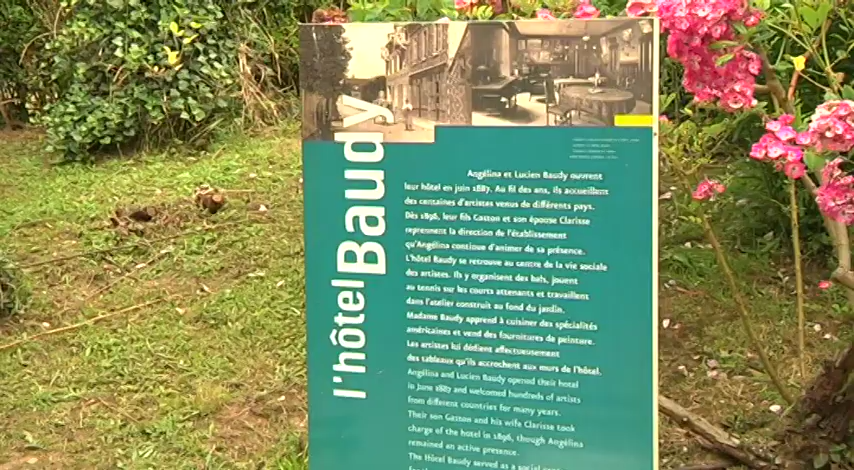 l'hôtel Baudy
Angélina et Lucien Baudy ouvrent
leur hôtel en juin 1887. Au fil des ans, ils accueillent
des centaines d'artistes venus de différents pays.
Dès 1896, leur fils Gaston et son épouse Clarisse
reprennent la direction de l'établissement
qu'Angélina continue d'animer de sa présence.
L'hôtel Baudy se retrouve au centre de la vie sociale
des artistes. Ils y organisent des bals, jouent
au tennis sur les courts attenants et travaillent
dans l'atelier construit au fond du jardin.
Madame Baudy apprend à cuisiner des spécialités
américaines et vend des fournitures de peinture.
Les artistes lui dédient affectueusement
des tableaux qu'ils accrochent aux murs de l'hôtel.
Angélina and Lucien Baudy opened their hotel
in June 1887 and welcomed hundreds of artists
from different countries for many years.
Their son Gaston and his wife Clarisse took
charge of the hotel in 1896, though Angélina
remained an active presence.
The Hôtel Baudy served as a social